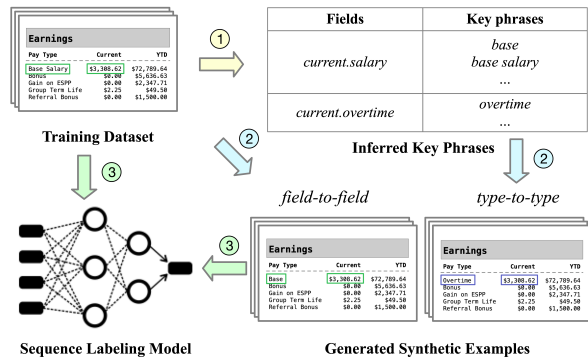 Earnings
Pay Type Current YTD
Base Salary $3,308.62 $72,789.64
Bonus $0.00 $5,636.63
Gain on ESPP $0.00 $2,347.71
Group Term Life $2.25 $49.50
Referral Bonus $0.00 $1,500.00
Training Dataset
1
Fields Key phrases
current.salary base
base salary
...
current.overtime overtime
...
Inferred Key Phrases
2
2
3
field-to-field type-to-type
Earnings
Pay Type Current YTD
Base $3,308.62 $72,789.64
Bonus $0.00 $5,636.63
Gain on ESPP $0.00 $2,347.71
Group Term Life $2.25 $49.50
Referral Bonus $0.00 $1,500.00
Earnings
Pay Type Current YTD
Overtime $3,308.62 $72,789.64
Bonus $0.00 $5,636.63
Gain on ESPP $0.00 $2,347.71
Group Term Life $2.25 $49.50
Referral Bonus $0.00 $1,500.00
3
Sequence Labeling Model
Generated Synthetic Examples